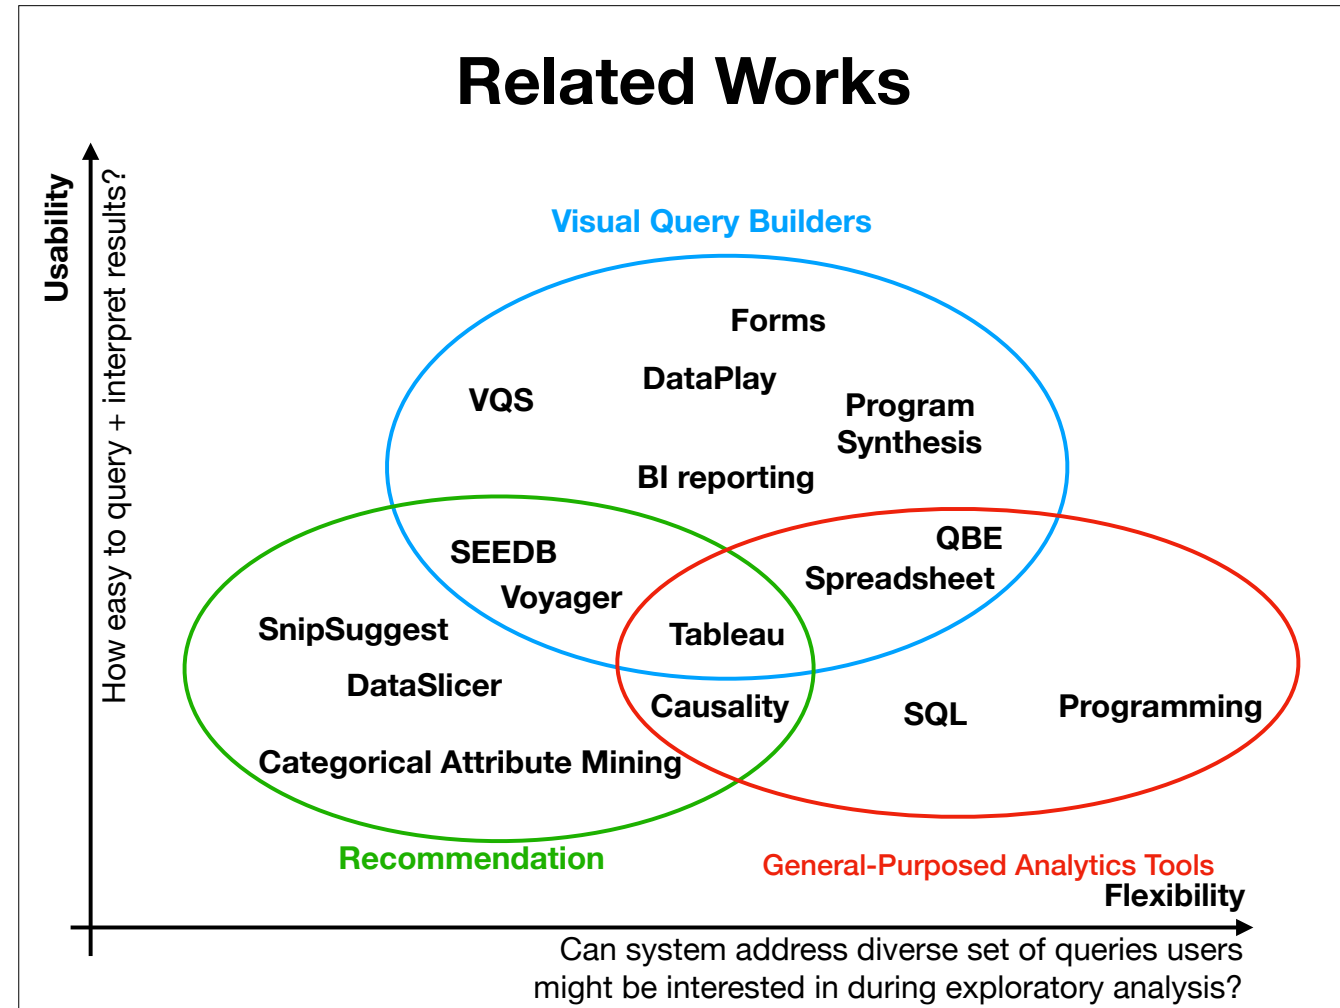 Related Works
Usability
How easy to query + interpret results?
Visual Query Builders
Forms
DataPlay
VQS
Program
Synthesis
BI reporting
QBE
SEEDB
Spreadsheet
Voyager
SnipSuggest
Tableau
DataSlicer
Causality
SQL
Programming
Categorical Attribute Mining
Recommendation
General-Purposed Analytics Tools
Flexibility
Can system address diverse set of queries users
might be interested in during exploratory analysis?